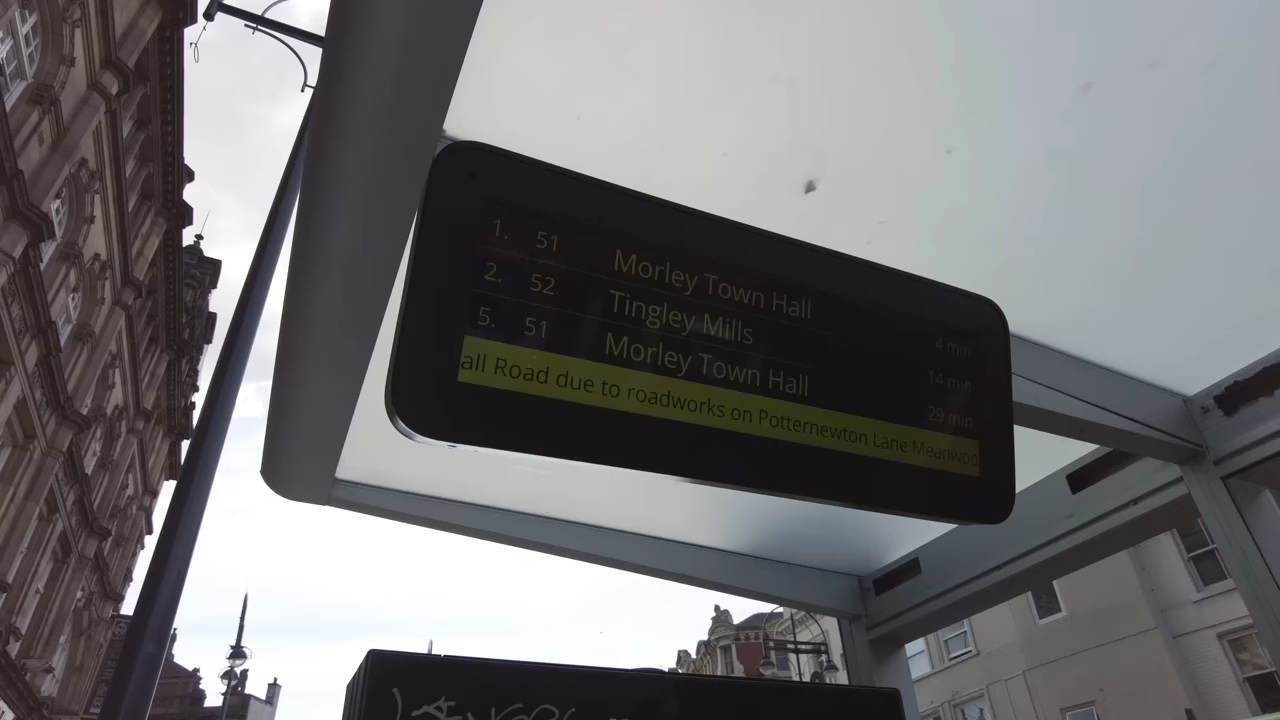 1. 51 Morley Town Hall 4 min
2. 52 Tingley Mills 14 min
5. 51 Morley Town Hall 29 min
all Road due to roadworks on Potternewton Lane Meanwoo